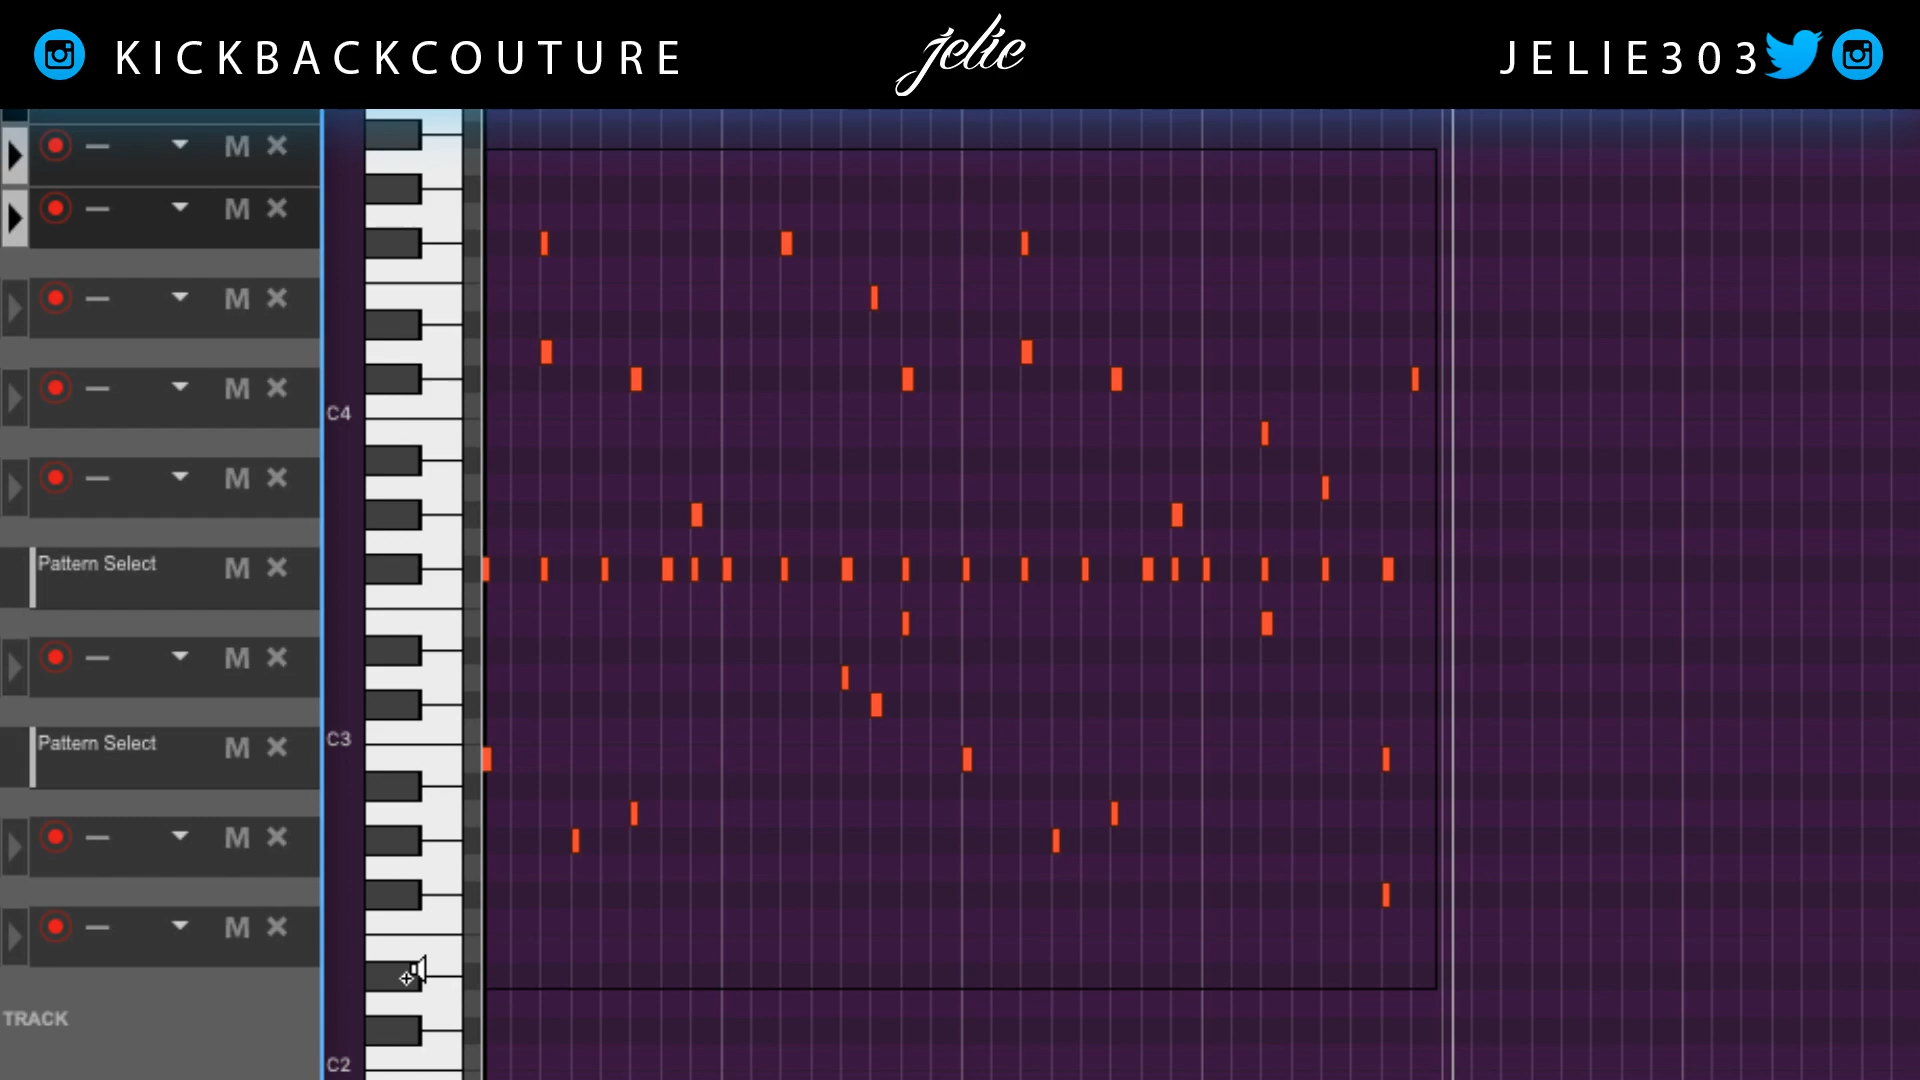 KICKBACKCOUTURE
jelie
JELIE303
M
M
M
M
C4
M
Pattern Select M
M
C3
Pattern Select M
M
M
TRACK
C2